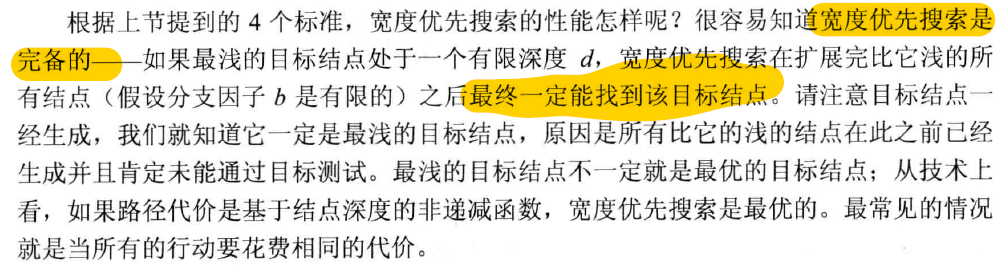 根据上节提到的 4 个标准，宽度优先搜索的性能怎样呢？很容易知道宽度优先搜索是
完备的——如果最浅的目标结点处于一个有限深度 d，宽度优先搜索在扩展完比它浅的所
有结点（假设分支因子 b 是有限的）之后最终一定能找到该目标结点。请注意目标结点一
经生成，我们就知道它一定是最浅的目标结点，原因是所有比它的浅的结点在此之前已经
生成并且肯定未能通过目标测试。最浅的目标结点不一定就是最优的目标结点；从技术上
看，如果路径代价是基于结点深度的非递减函数，宽度优先搜索是最优的。最常见的情况
就是当所有的行动要花费相同的代价。